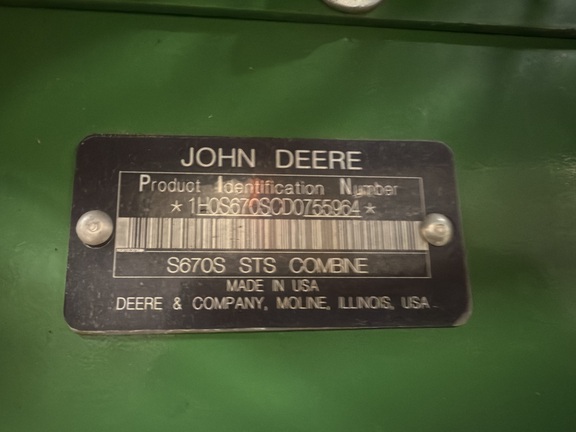 JOHN DEERE
Product Identification Number
*1H0S670SCD0755964*
S670S STS COMBINE
MADE IN USA
DEERE & COMPANY, MOLINE, ILLINOIS, USA